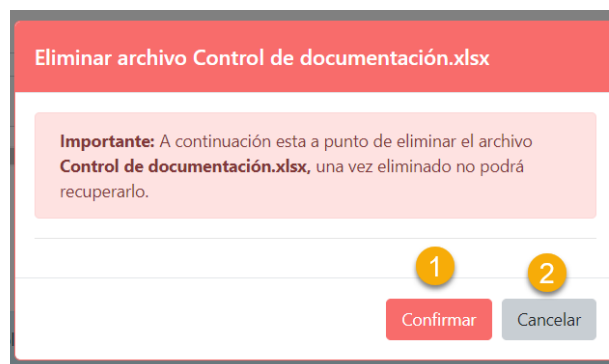 Eliminar archivo Control de documentación.xlsx
Importante: A continuación esta a punto de eliminar el archivo
Control de documentación.xlsx, una vez eliminado no podrá
recuperarlo.
1
2
Confirmar
Cancelar